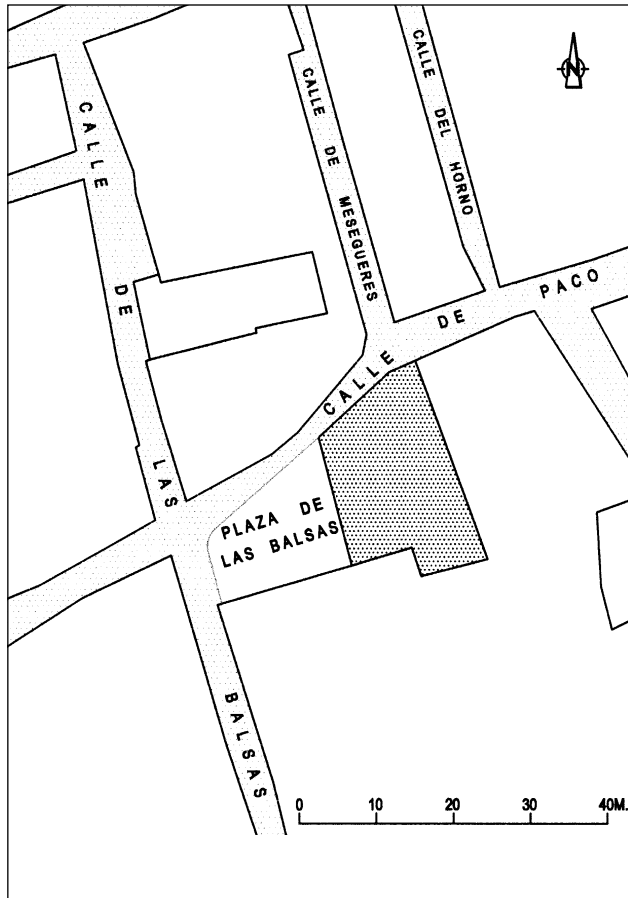 N
CALLE DE LAS BALSAS
CALLE DE MESEGUERES
CALLE DEL HORNO
CALLE DE PACO
PLAZA DE
LAS BALSAS
0 10 20 30 40M.